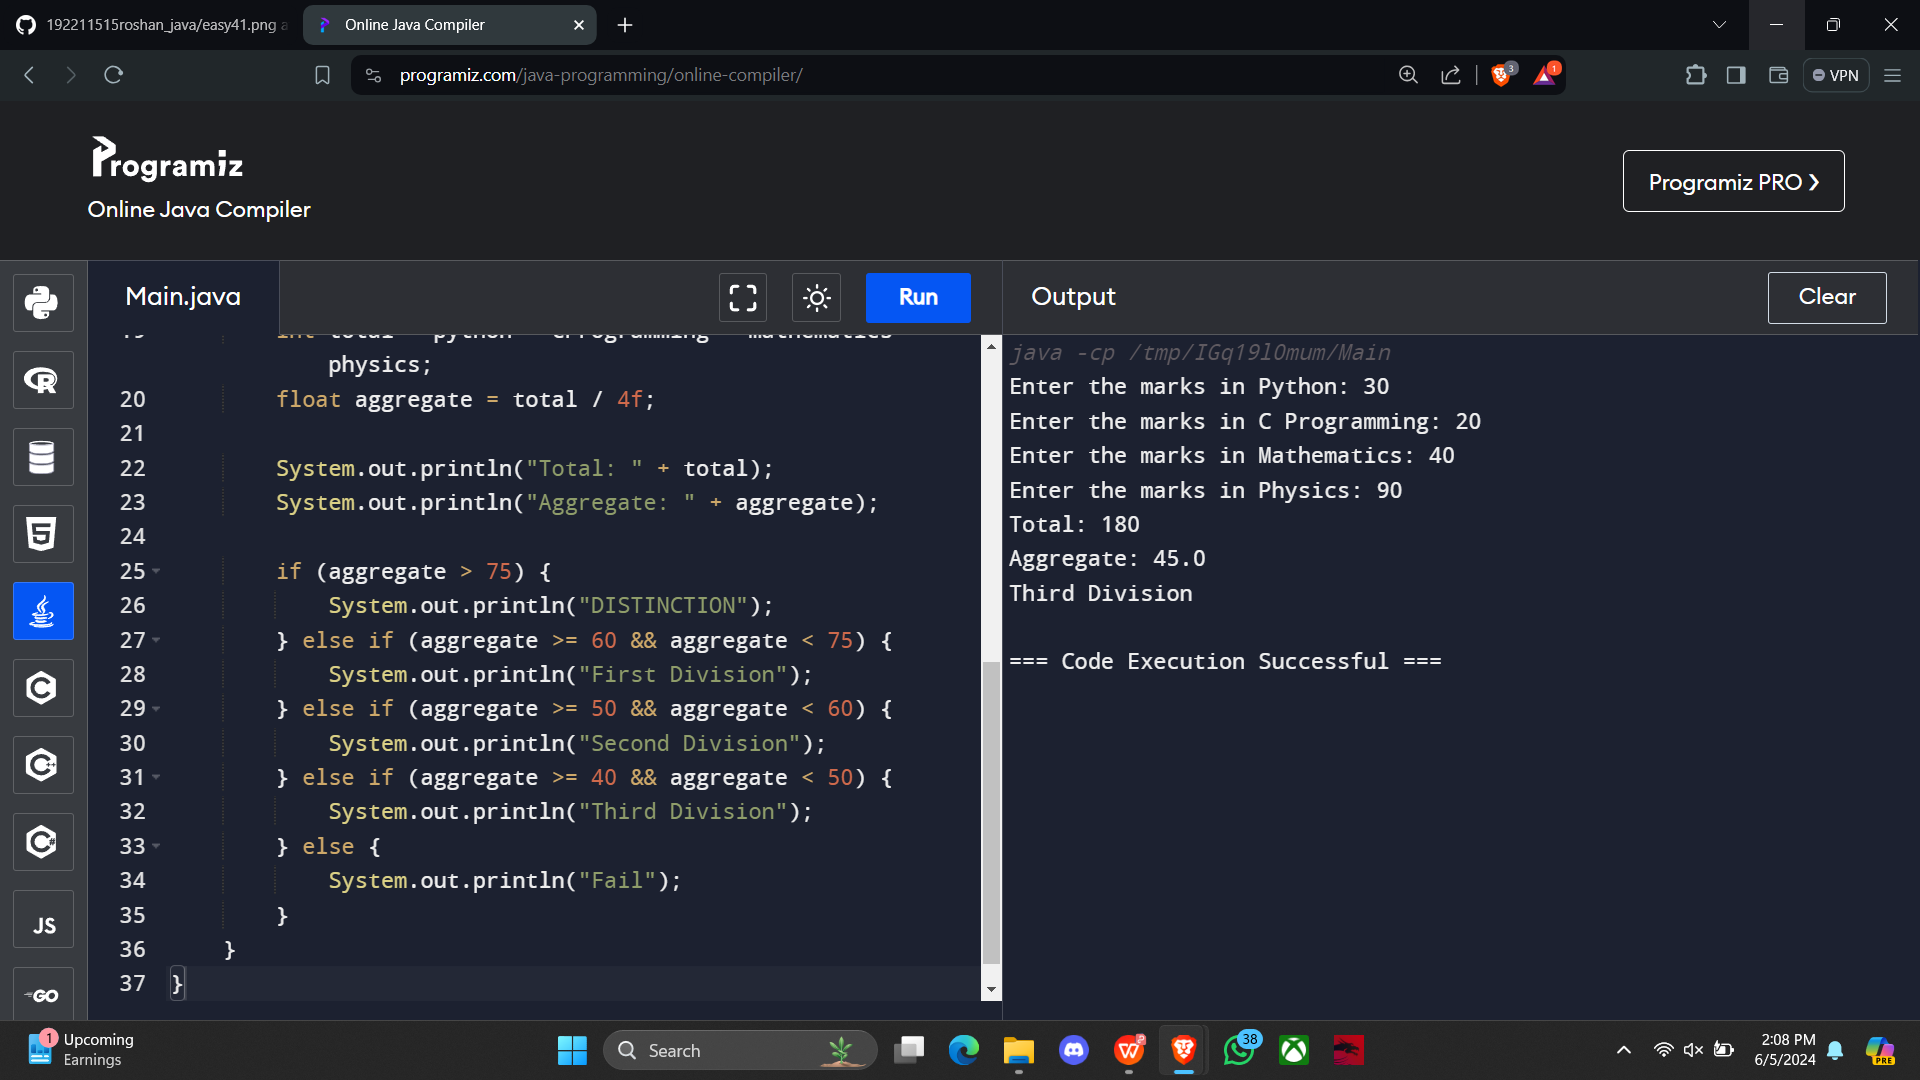 192211515roshan_java/easy41.png a
Online Java Compiler
programiz.com/java-programming/online-compiler/
3
1
VPN
Programiz
Online Java Compiler
Programiz PRO ❯
Main.java
Run
Output
Clear
physics;
20 float aggregate = total / 4f;
21
22 System.out.println("Total: " + total);
23 System.out.println("Aggregate: " + aggregate);
24
25 if (aggregate > 75) {
26 System.out.println("DISTINCTION");
27 } else if (aggregate >= 60 && aggregate < 75) {
28 System.out.println("First Division");
29 } else if (aggregate >= 50 && aggregate < 60) {
30 System.out.println("Second Division");
31 } else if (aggregate >= 40 && aggregate < 50) {
32 System.out.println("Third Division");
33 } else {
34 System.out.println("Fail");
35 }
36 }
37 }
java -cp /tmp/IGq19lOmum/Main
Enter the marks in Python: 30
Enter the marks in C Programming: 20
Enter the marks in Mathematics: 40
Enter the marks in Physics: 90
Total: 180
Aggregate: 45.0
Third Division
=== Code Execution Successful ===
JS
GO
1
Upcoming
Earnings
Search
38
2:08 PM
6/5/2024
PRE